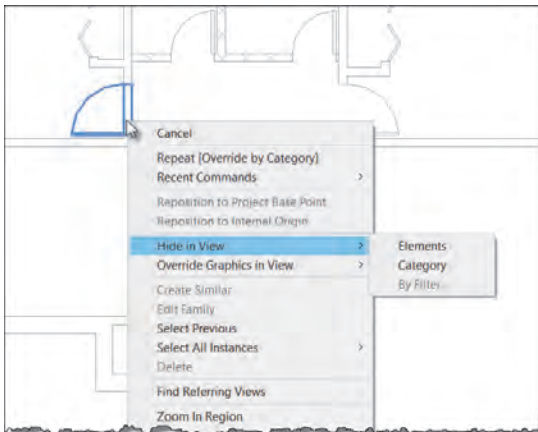 Cancel
Repeat [Override by Category]
Recent Commands
Reposition to Project Base Point
Reposition to Internal Origin
Hide in View
Override Graphics in View
Create Similar
Edit Family
Select Previous
Select All Instances
Delete
Find Referring Views
Zoom In Region
Elements
Category
By Filter